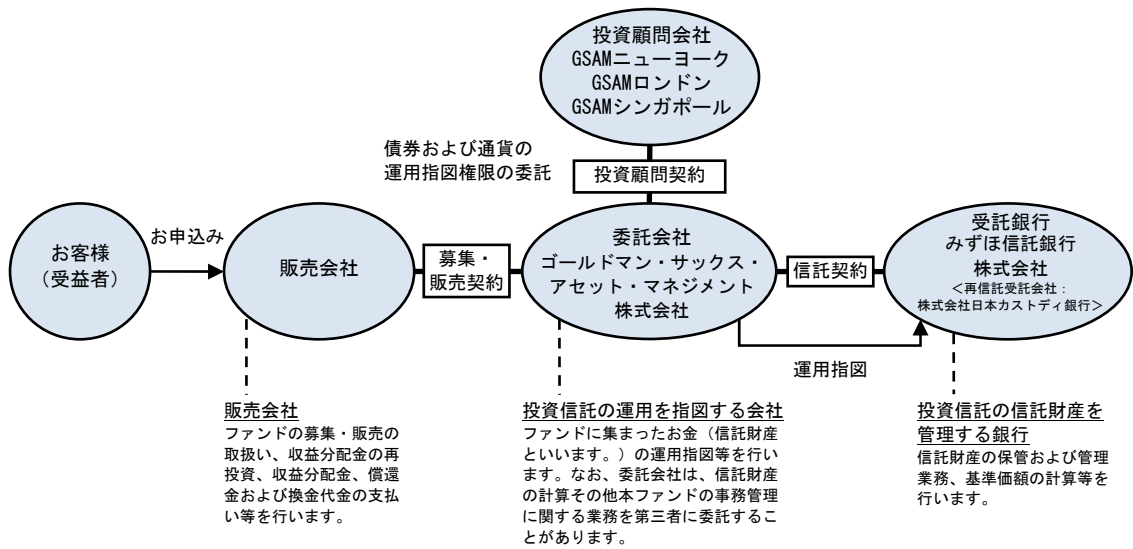 投資顧問会社
GSAMニューヨーク
GSAMロンドン
GSAMシンガポール
債券および通貨の
運用指図権限の委託
投資顧問契約
お客様
（受益者）
お申込み
販売会社
募集・
販売契約
委託会社
ゴールドマン・サックス・
アセット・マネジメント
株式会社
信託契約
受託銀行
みずほ信託銀行
株式会社
＜再信託受託会社：
株式会社日本カストディ銀行＞
運用指図
販売会社
ファンドの募集・販売の
取扱い、収益分配金の再
投資、収益分配金、償還
金および換金代金の支払
い等を行います。
投資信託の運用を指図する会社
ファンドに集まったお金（信託財産
といいます。）の運用指図等を行い
ます。なお、委託会社は、信託財産
の計算その他本ファンドの事務管理
に関する業務を第三者に委託するこ
とがあります。
投資信託の信託財産を
管理する銀行
信託財産の保管および管理
業務、基準価額の計算等を
行います。